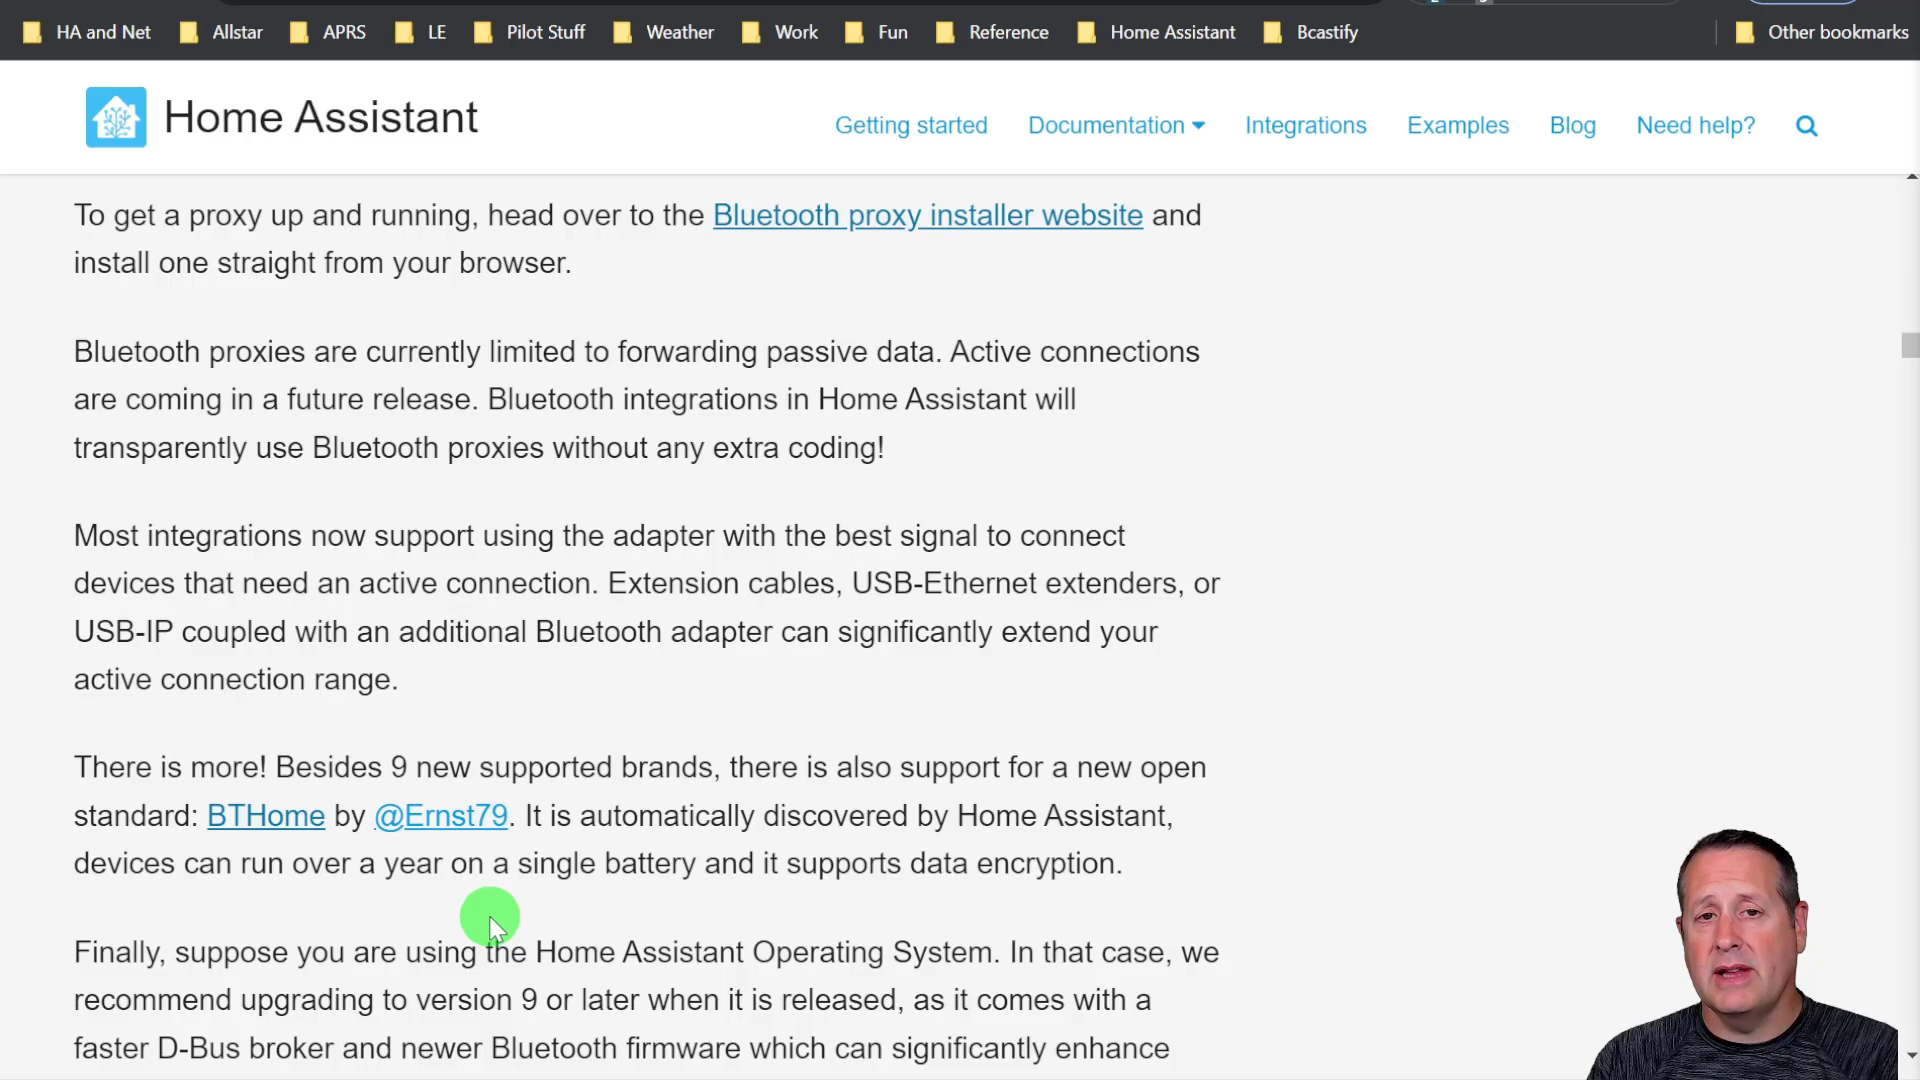 HA and Net Allstar APRS LE Pilot Stuff Weather Work Fun Reference Home Assistant Bcastify Other bookmarks
Home Assistant
Getting started Documentation Integrations Examples Blog Need help?
To get a proxy up and running, head over to the Bluetooth proxy installer website and
install one straight from your browser.
Bluetooth proxies are currently limited to forwarding passive data. Active connections
are coming in a future release. Bluetooth integrations in Home Assistant will
transparently use Bluetooth proxies without any extra coding!
Most integrations now support using the adapter with the best signal to connect
devices that need an active connection. Extension cables, USB-Ethernet extenders, or
USB-IP coupled with an additional Bluetooth adapter can significantly extend your
active connection range.
There is more! Besides 9 new supported brands, there is also support for a new open
standard: BTHome by @Ernst79. It is automatically discovered by Home Assistant,
devices can run over a year on a single battery and it supports data encryption.
Finally, suppose you are using the Home Assistant Operating System. In that case, we
recommend upgrading to version 9 or later when it is released, as it comes with a
faster D-Bus broker and newer Bluetooth firmware which can significantly enhance